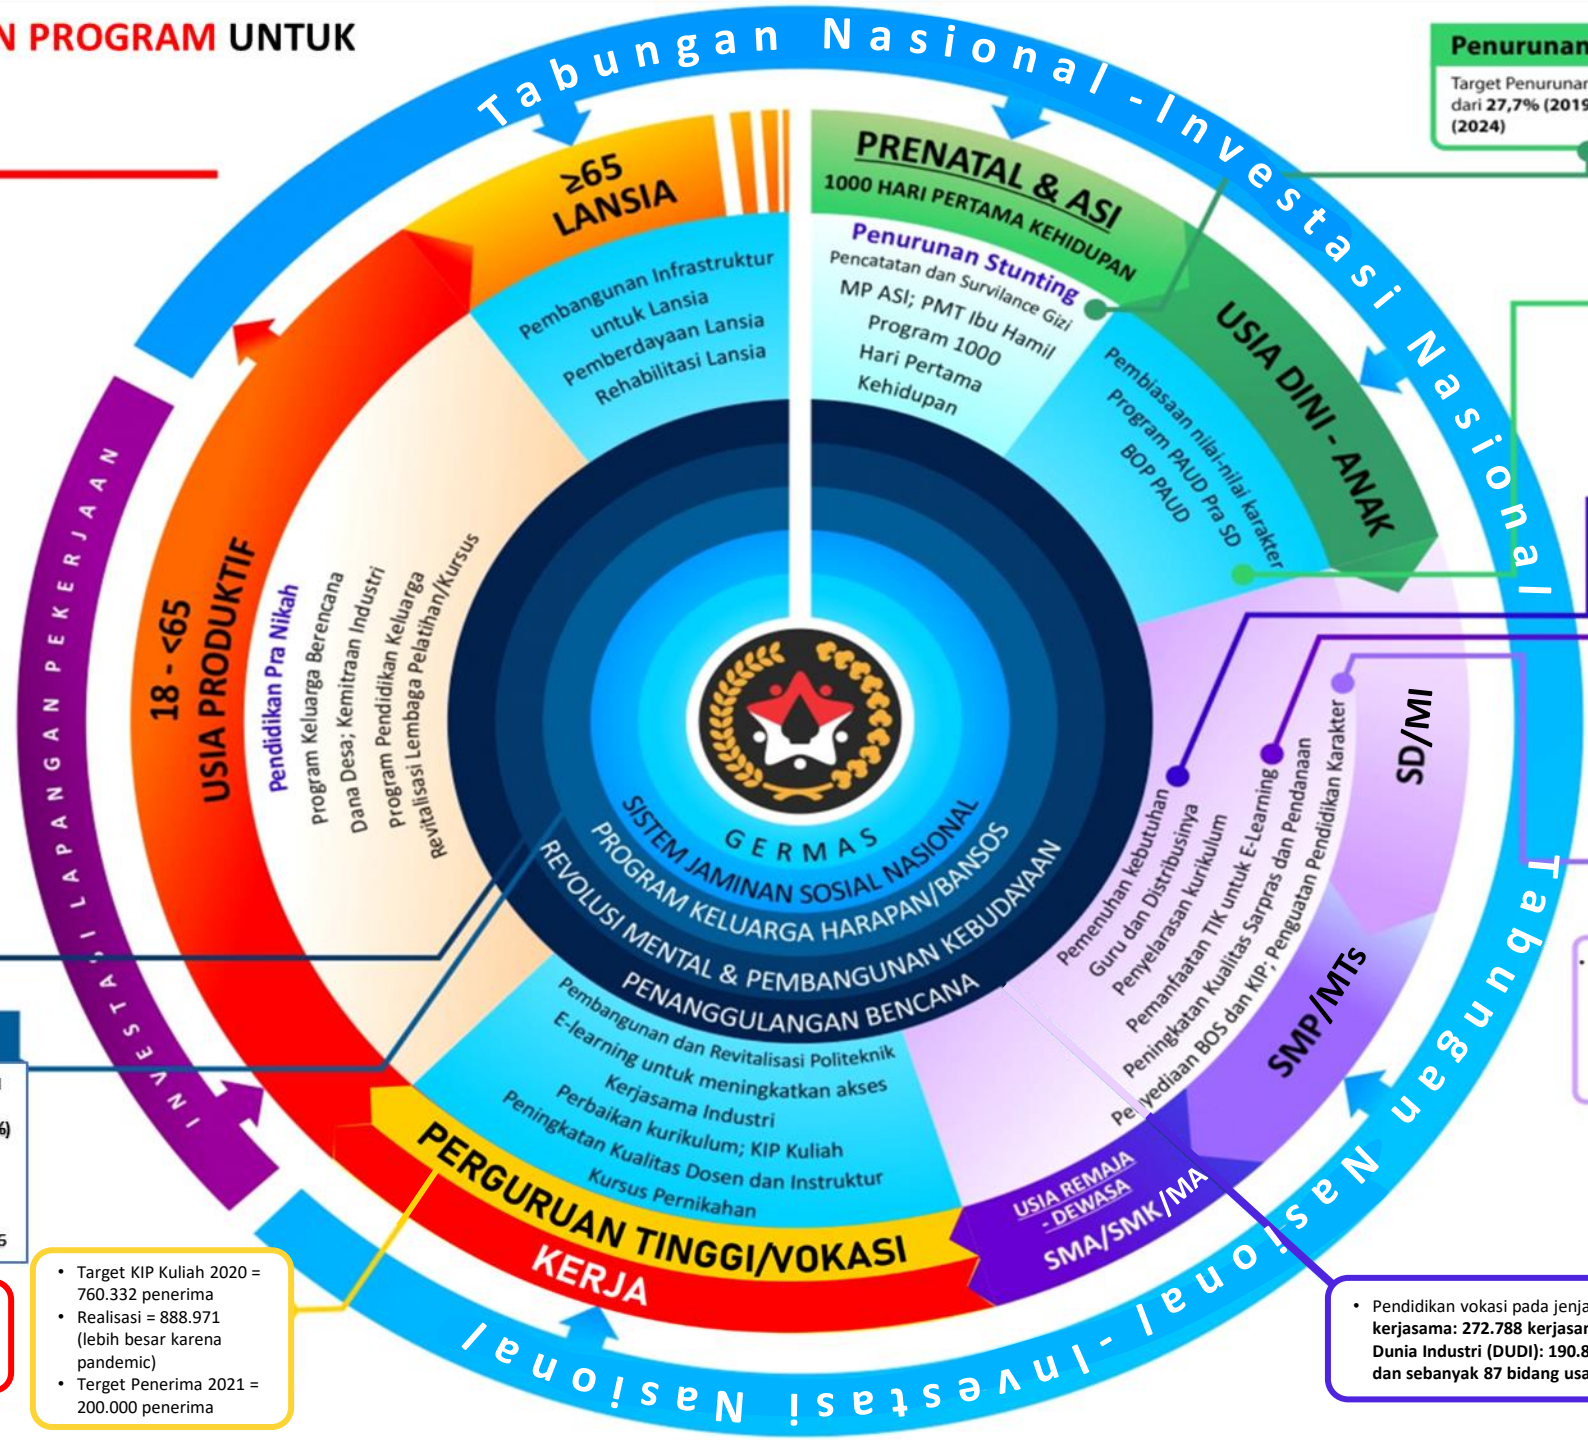 N PROGRAM UNTUK
Tabungan Nasional - Investasi Nasional
Penurunan
Target Penurunan
dari 27,7% (2019
(2024)
PRENATAL & ASI
1000 HARI PERTAMA KEHIDUPAN
Penurunan Stunting
Pencatatan dan Survilance Gizi
MP ASI; PMT Ibu Hamil
Program 1000
Hari Pertama
Kehidupan
USIA DINI - ANAK
Pembiasaan nilai-nilai karakter
Program PAUD Pra SD
BOP PAUD
SD/MI
SMP/MTs
Pemenuhan kebutuhan
Guru dan Distribusinya
Penyelarasan kurikulum
Pemanfaatan TIK untuk E-Learning
Peningkatan Kualitas Sarpras dan Pendanaan
Penyediaan BOS dan KIP; Penguatan Pendidikan Karakter
USIA REMAJA
- DEWASA
SMA/SMK/MA
PERGURUAN TINGGI/VOKASI
KERJA
Pembangunan dan Revitalisasi Politeknik
E-learning untuk meningkatkan akses
Kerjasama Industri
Perbaikan kurikulum; KIP Kuliah
Peningkatan Kualitas Dosen dan Instruktur
Kursus Pernikahan
18 - <65
USIA PRODUKTIF
Pendidikan Pra Nikah
Program Keluarga Berencana
Dana Desa; Kemitraan Industri
Program Pendidikan Keluarga
Revitalisasi Lembaga Pelatihan/Kursus
≥65
LANSIA
Pembangunan Infrastruktur
untuk Lansia
Pemberdayaan Lansia
Rehabilitasi Lansia
GERMAS
SISTEM JAMINAN SOSIAL NASIONAL
PROGRAM KELUARGA HARAPAN/BANSOS
REVOLUSI MENTAL & PEMBANGUNAN KEBUDAYAAN
PENANGGULANGAN BENCANA
INVESTASI LAPANGAN PEKERJAAN
Tabungan Nasional - Investasi Nasional
%)
5
• Target KIP Kuliah 2020 =
760.332 penerima
• Realisasi = 888.971
(lebih besar karena
pandemic)
• Terget Penerima 2021 =
200.000 penerima
•
• Pendidikan vokasi pada jenja
kerjasama: 272.788 kerjasam
Dunia Industri (DUDI): 190.8
dan sebanyak 87 bidang usa